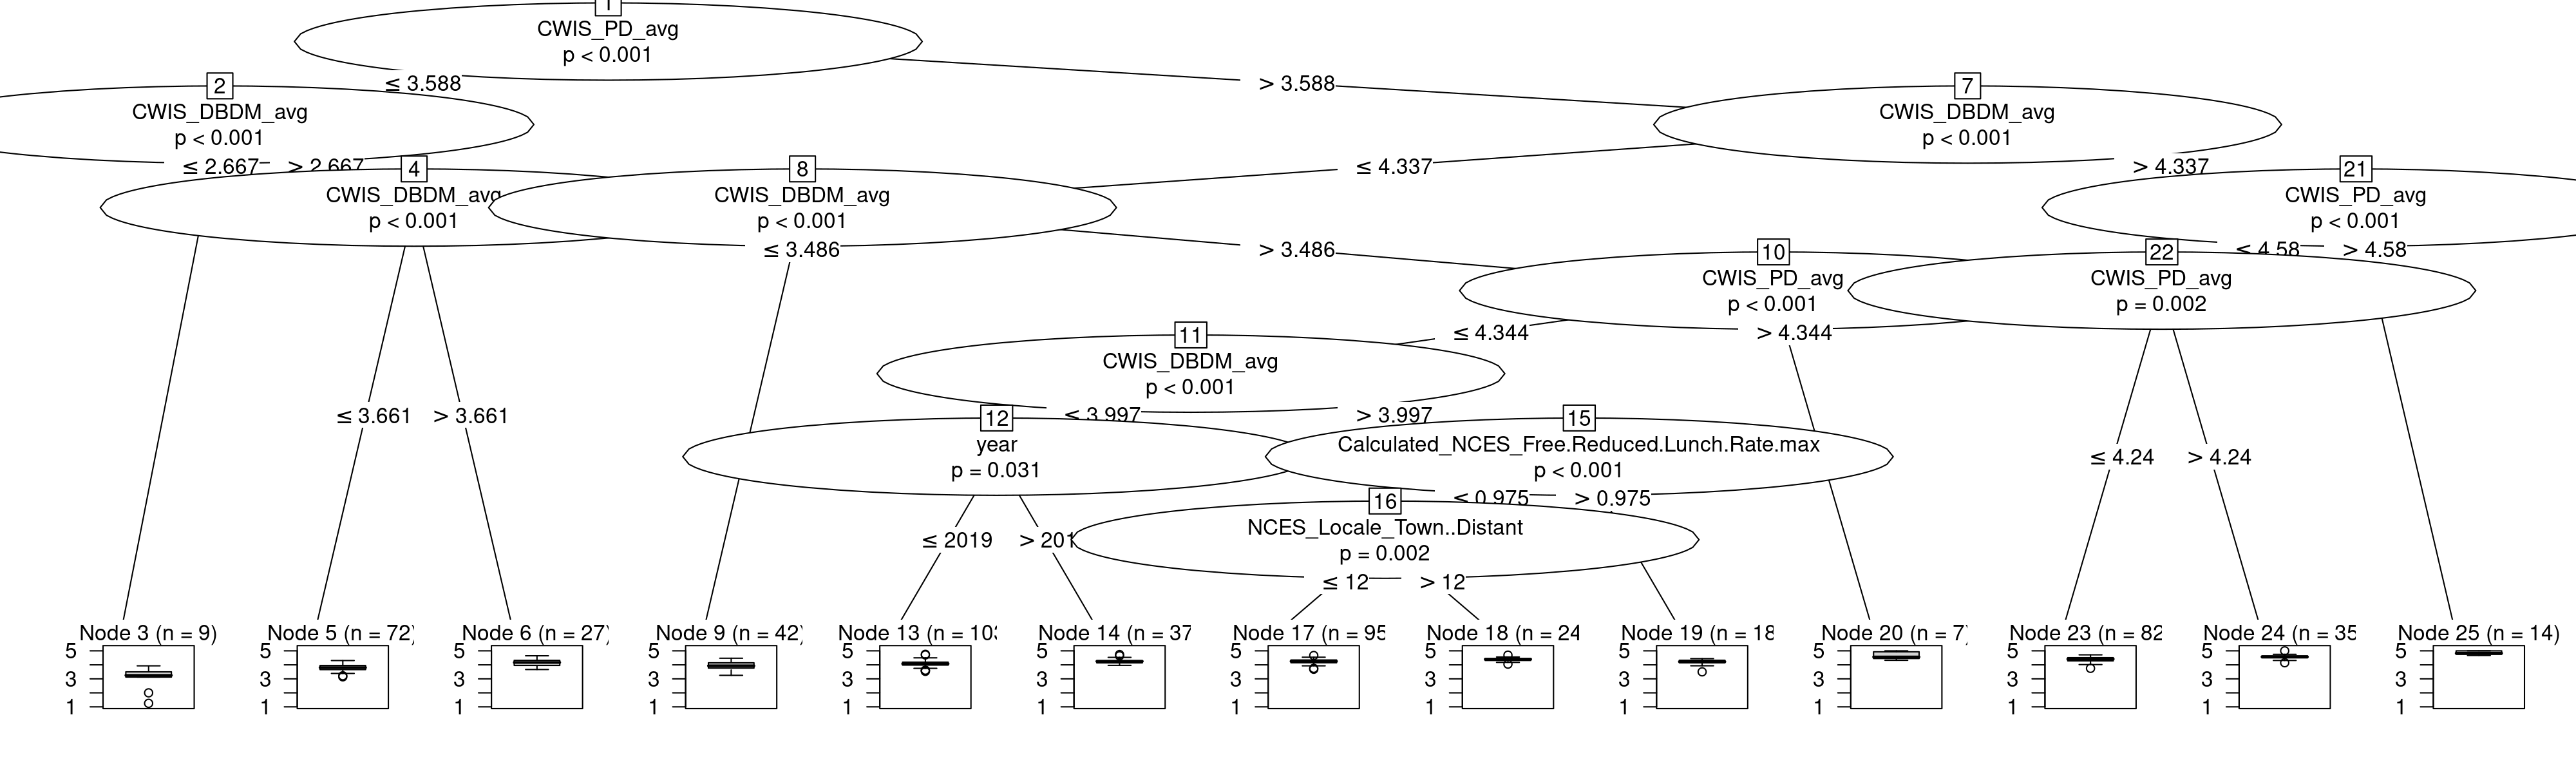 1
CWIS_PD_avg
p < 0.001
≤ 3.588
> 3.588
2
CWIS_DBDM_avg
p < 0.001
7
CWIS_DBDM_avg
p < 0.001
≤ 2.667
> 2.667
≤ 4.337
> 4.337
4
CWIS_DBDM_avg
p < 0.001
8
CWIS_DBDM_avg
p < 0.001
21
CWIS_PD_avg
p < 0.001
≤ 3.486
> 3.486
≤ 4.58
> 4.58
10
CWIS_PD_avg
p < 0.001
22
CWIS_PD_avg
p = 0.002
≤ 4.344
> 4.344
11
CWIS_DBDM_avg
p < 0.001
≤ 3.661
> 3.661
≤ 3.997
> 3.997
12
year
p = 0.031
15
Calculated_NCES_Free.Reduced.Lunch.Rate.max
p < 0.001
≤ 4.24
> 4.24
≤ 0.975
> 0.975
16
NCES_Locale_Town..Distant
p = 0.002
≤ 2019
> 201
≤ 12
> 12
Node 3 (n = 9)
5
3
1
Node 5 (n = 72)
5
3
1
Node 6 (n = 27)
5
3
1
Node 9 (n = 42)
5
3
1
Node 13 (n = 10
5
3
1
Node 14 (n = 37
5
3
1
Node 17 (n = 95
5
3
1
Node 18 (n = 24
5
3
1
Node 19 (n = 18
5
3
1
Node 20 (n = 7)
5
3
1
Node 23 (n = 82
5
3
1
Node 24 (n = 35
5
3
1
Node 25 (n = 14)
5
3
1